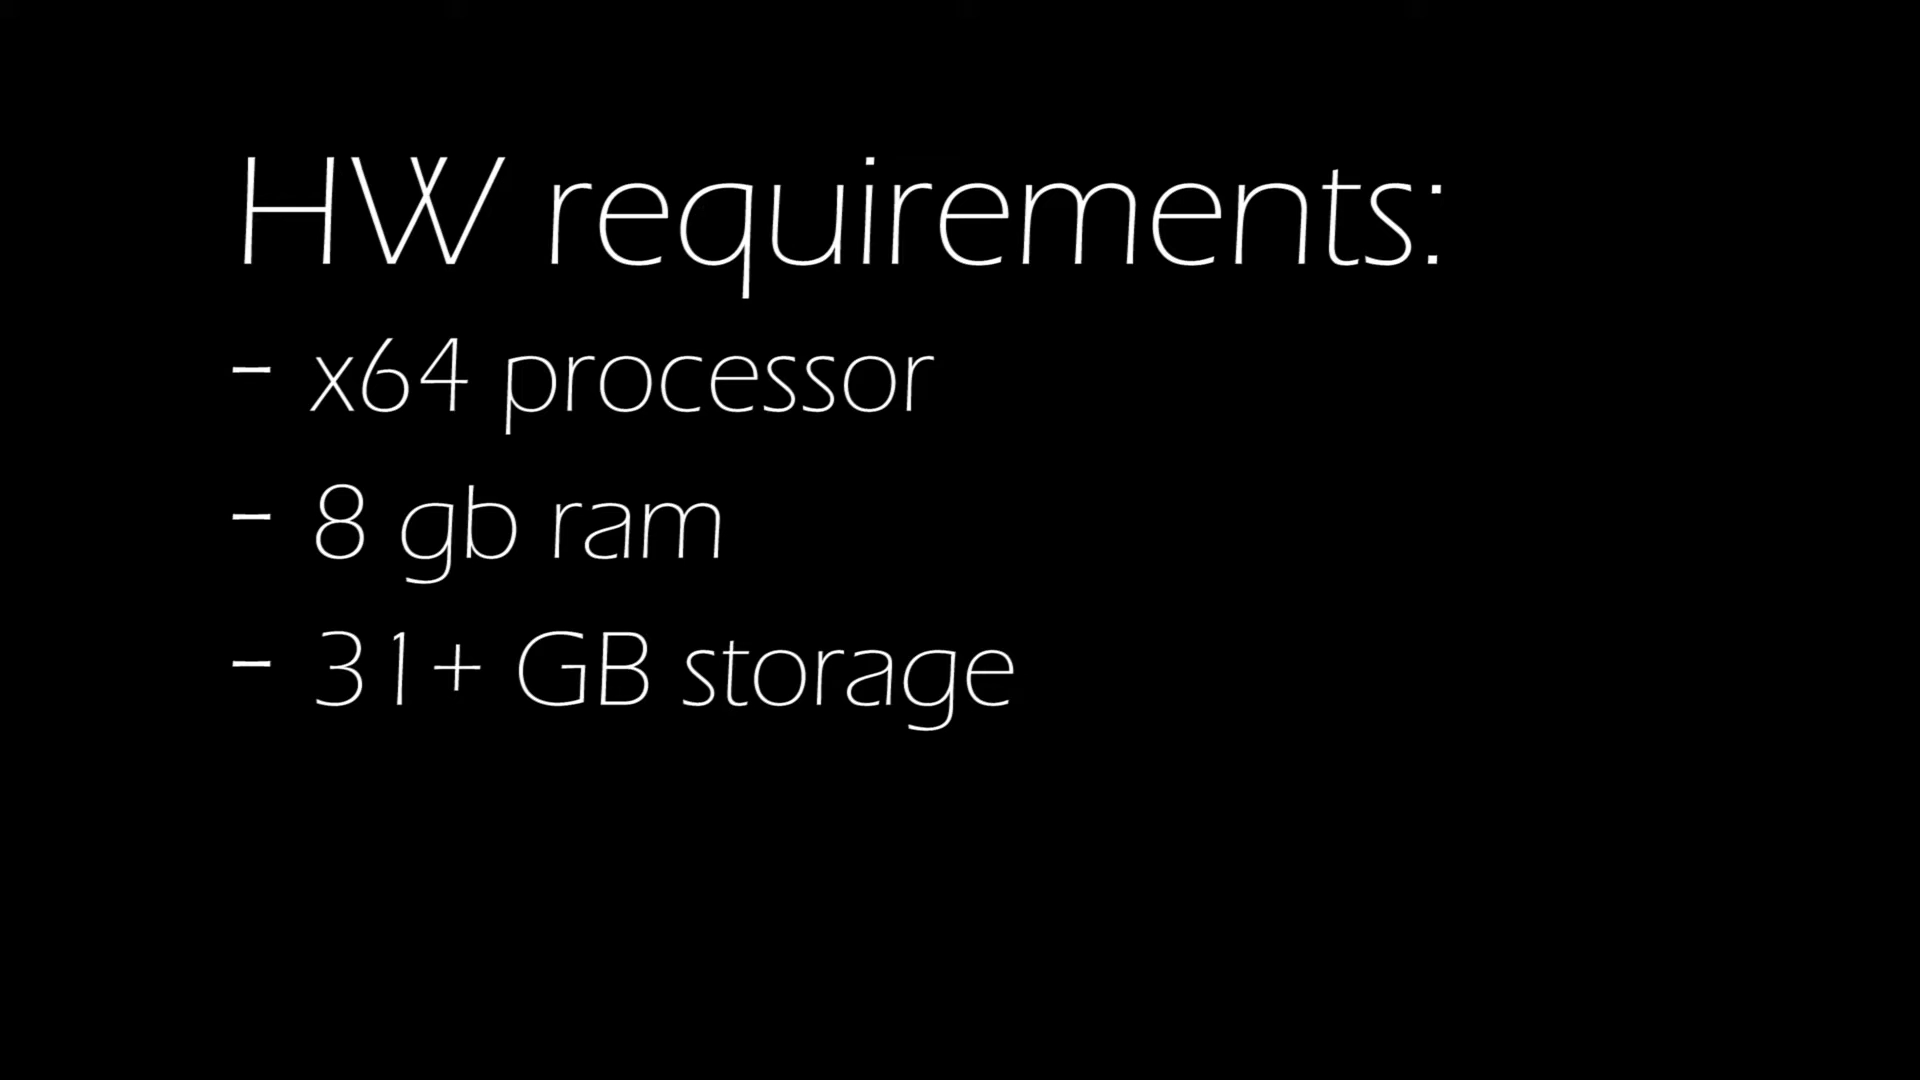 HW requirements:
- x64 processor
- 8 gb ram
- 31+ GB storage